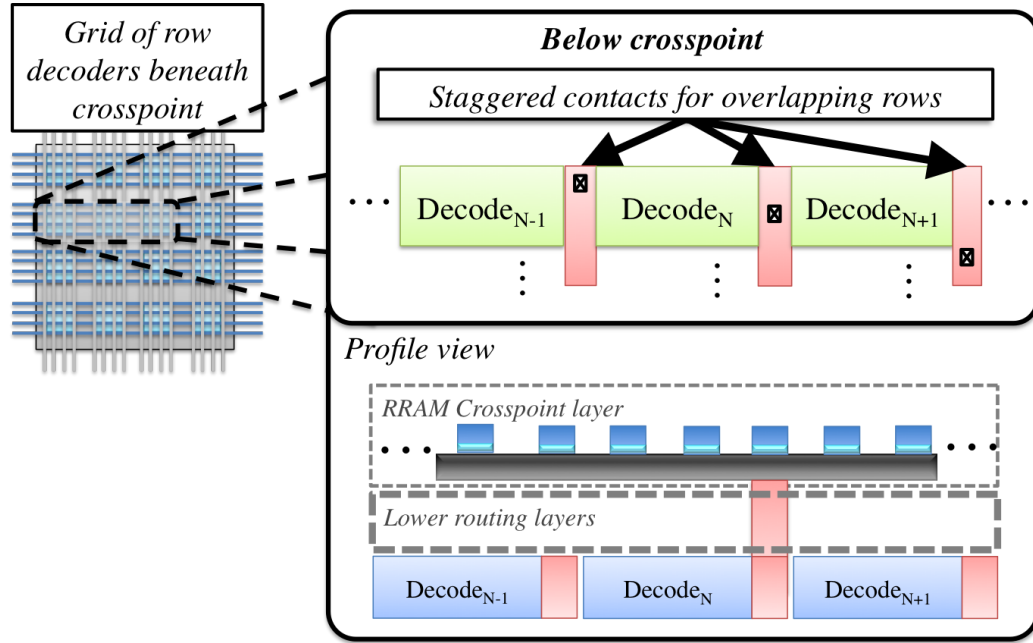 Grid of row
decoders beneath
crosspoint
Below crosspoint
Staggered contacts for overlapping rows
... Decode_{N-1} Decode_N Decode_{N+1} ...
Profile view
RRAM Crosspoint layer
Lower routing layers
Decode_{N-1} Decode_N Decode_{N+1}